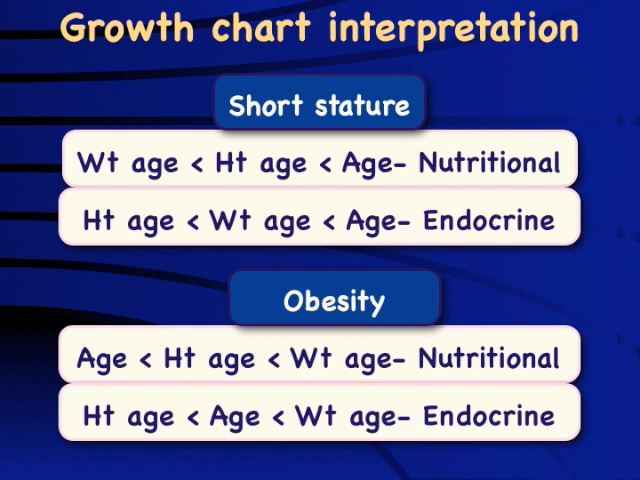 Growth chart interpretation
Short stature
Wt age < Ht age < Age- Nutritional
Ht age < Wt age < Age- Endocrine
Obesity
Age < Ht age < Wt age- Nutritional
Ht age < Age < Wt age- Endocrine